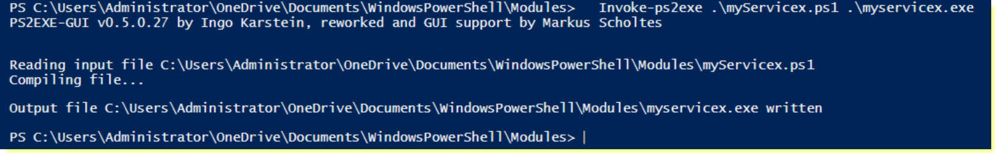 PS C:\Users\Administrator\OneDrive\Documents\WindowsPowerShell\Modules>   Invoke-ps2exe .\myServicex.ps1 .\myservicex.exe
PS2EXE-GUI v0.5.0.27 by Ingo Karstein, reworked and GUI support by Markus Scholtes
Reading input file C:\Users\Administrator\OneDrive\Documents\WindowsPowerShell\Modules\myServicex.ps1
Compiling file...
Output file C:\Users\Administrator\OneDrive\Documents\WindowsPowerShell\Modules\myservicex.exe written
PS C:\Users\Administrator\OneDrive\Documents\WindowsPowerShell\Modules>